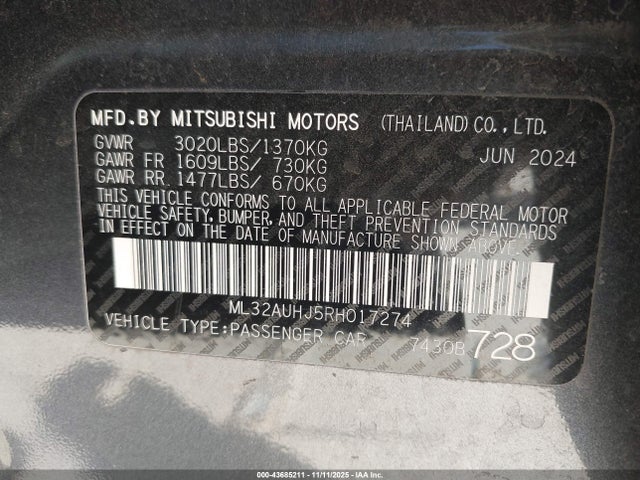 MFD.BY MITSUBISHI MOTORS (THAILAND) CO., LTD.
GVWR 3020LBS/1370KG JUN 2024
GAWR FR 1609LBS/ 730KG
GAWR RR 1477LBS/ 670KG
THIS VEHICLE CONFORMS TO ALL APPLICABLE FEDERAL MOTOR
VEHICLE SAFETY, BUMPER, AND THEFT PREVENTION STANDARDS
IN EFFECT ON THE DATE OF MANUFACTURE SHOWN ABOVE.
ML32AUHJ5RH017274
VEHICLE TYPE:PASSENGER CAR 7430B 728
000-43685211 - 11/11/2025 - IAA Inc.